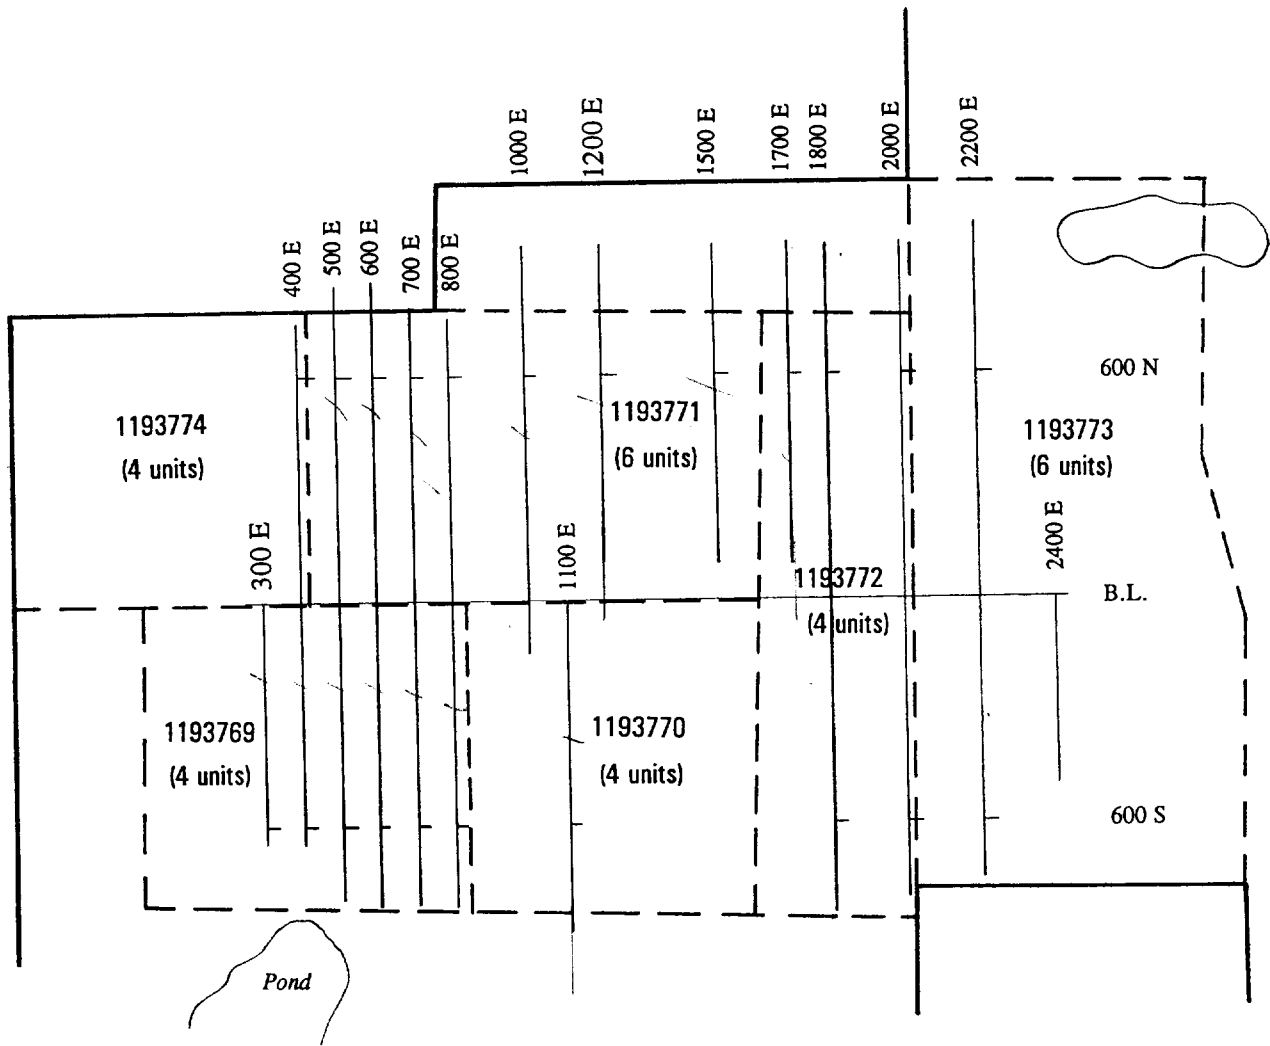 1000 E
1200 E
1500 E
1700 E
1800 E
2000 E
2200 E
400 E
500 E
600 E
700 E
800 E
600 N
1193774
(4 units)
1193771
(6 units)
1193773
(6 units)
300 E
1100 E
2400 E
1193772
(4 units)
B.L.
1193769
(4 units)
1193770
(4 units)
600 S
Pond